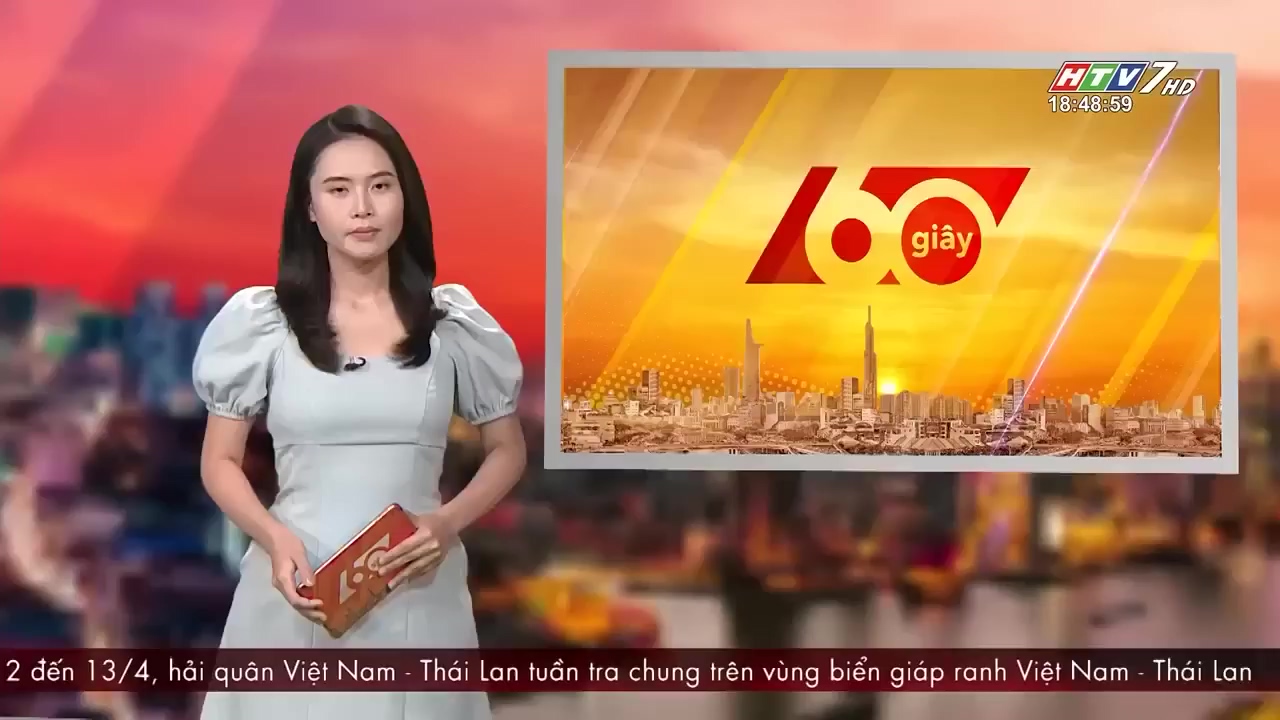 HTV7 HD
18:48:59
60
giây
60
2 đến 13/4, hải quân Việt Nam - Thái Lan tuần tra chung trên vùng biển giáp ranh Việt Nam - Thái Lan